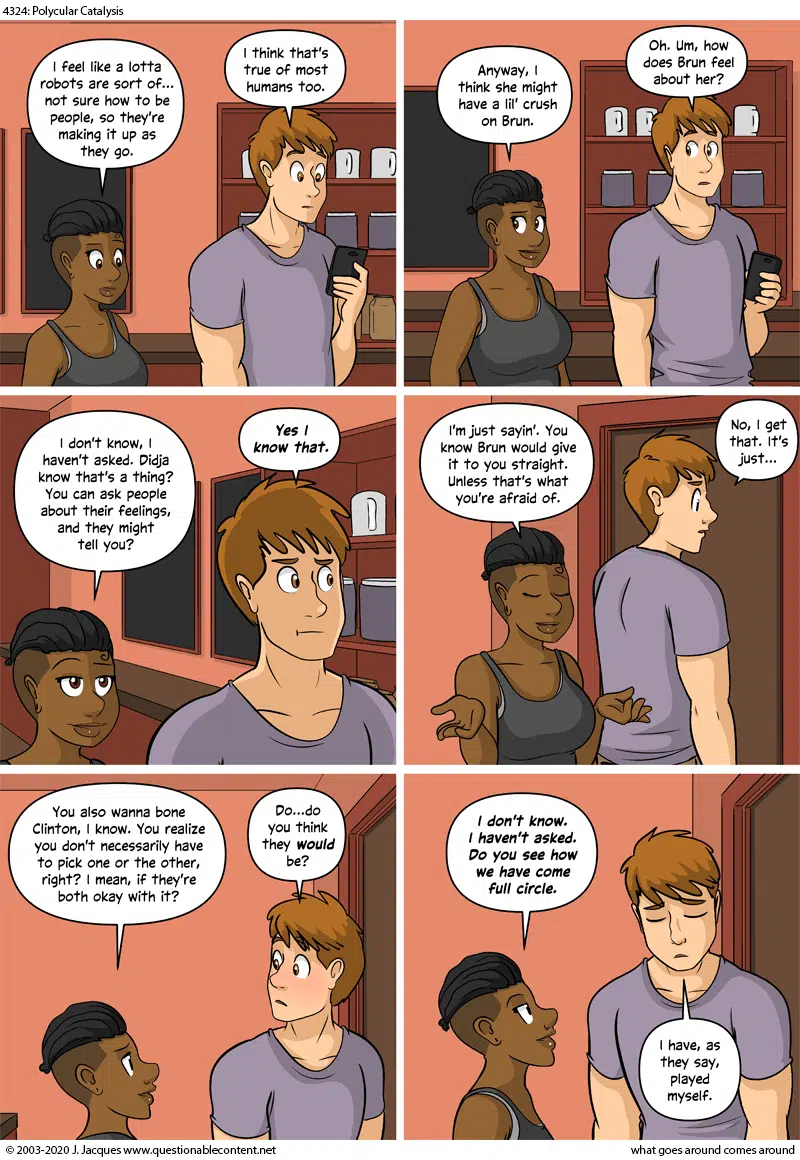 4324: Polycular Catalysis
I feel like a lotta
robots are sort of...
not sure how to be
people, so they're
making it up as
they go.
I think that's
true of most
humans too.
Anyway, I
think she might
have a lil' crush
on Brun.
Oh. Um, how
does Brun feel
about her?
I don't know, I
haven't asked. Didja
know that's a thing?
You can ask people
about their feelings,
and they might
tell you?
Yes I
know that.
I'm just sayin'. You
know Brun would give
it to you straight.
Unless that's what
you're afraid of.
No, I get
that. It's
just...
You also wanna bone
Clinton, I know. You realize
you don't necessarily have
to pick one or the other,
right? I mean, if they're
both okay with it?
Do...do
you think
they would
be?
I don't know.
I haven't asked.
Do you see how
we have come
full circle.
I have, as
they say,
played
myself.
© 2003-2020 J. Jacques www.questionablecontent.net
what goes around comes around